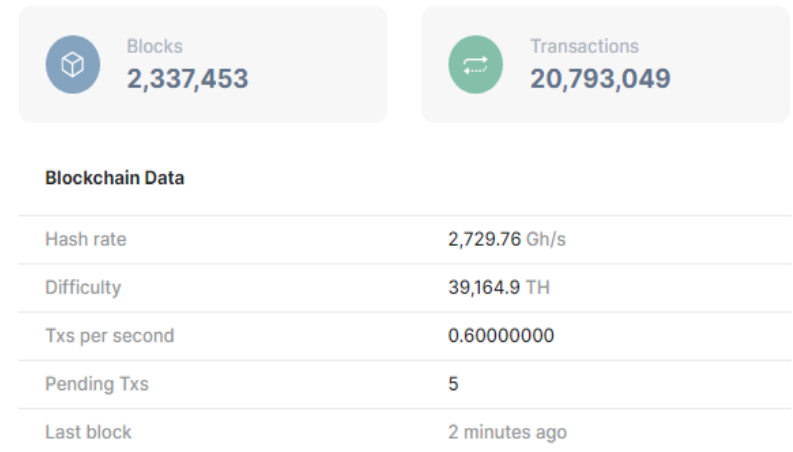 Blocks
2,337,453
Transactions
20,793,049
Blockchain Data
Hash rate 2,729.76 Gh/s
Difficulty 39,164.9 TH
Txs per second 0.60000000
Pending Txs 5
Last block 2 minutes ago